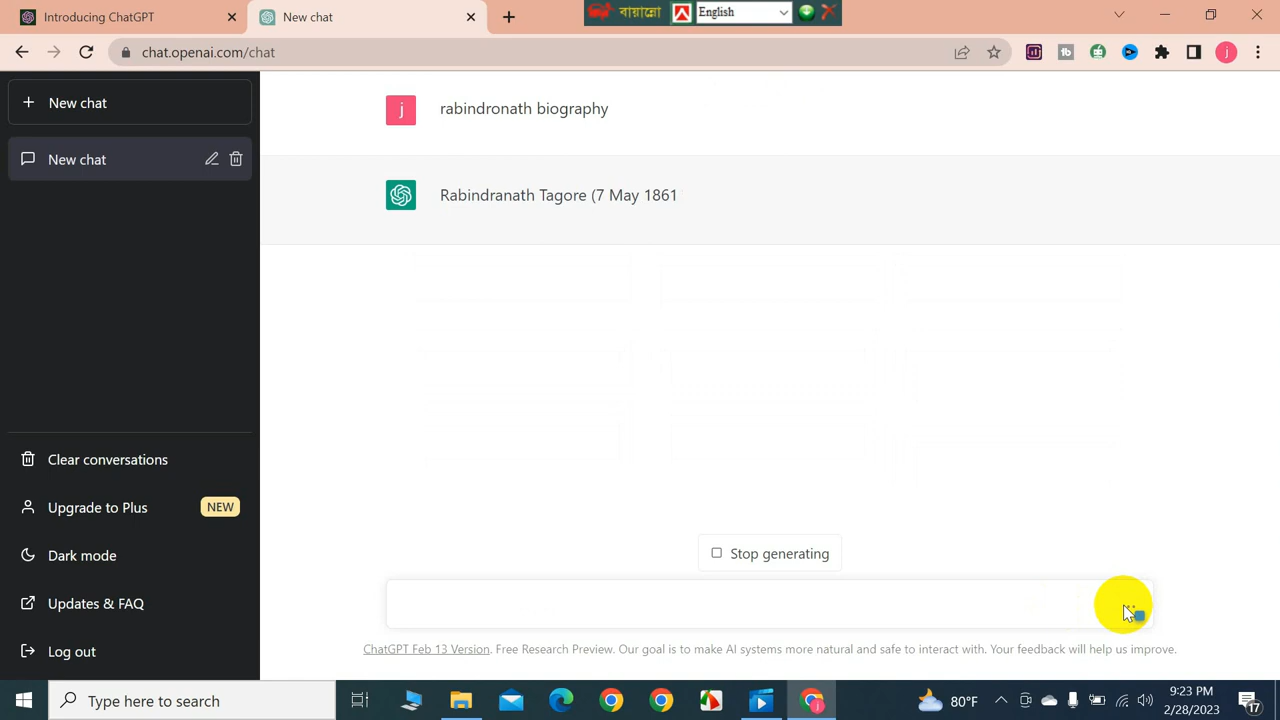 Introducing ChatGPT
New chat
বায়ান্নো
English
chat.openai.com/chat
tb
j
New chat
New chat
j
rabindronath biography
Rabindranath Tagore (7 May 1861
Clear conversations
Upgrade to Plus
NEW
Dark mode
Updates & FAQ
Log out
Stop generating
ChatGPT Feb 13 Version. Free Research Preview. Our goal is to make AI systems more natural and safe to interact with. Your feedback will help us improve.
Type here to search
80°F
9:23 PM
2/28/2023
17